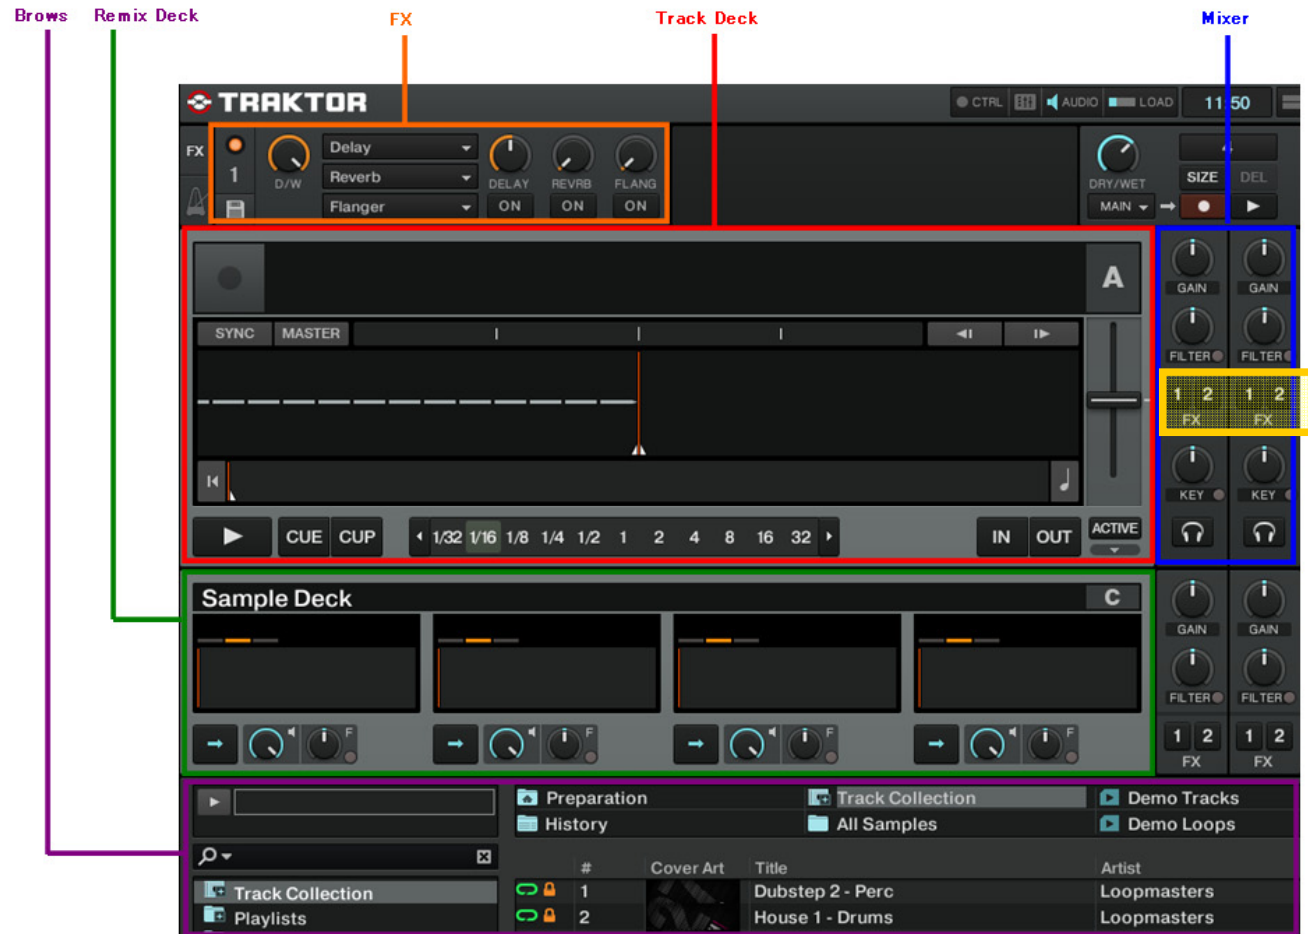 Brows Remix Deck FX Track Deck Mixer
TRAKTOR CTRL AUDIO LOAD 11:50
FX 1 D/W Delay DELAY REVRB FLANG DRY/WET 4
Reverb SIZE DEL
Flanger ON ON ON MAIN
A GAIN GAIN
SYNC MASTER FILTER FILTER
1 2 1 2
FX FX
KEY KEY
CUE CUP 1/32 1/16 1/8 1/4 1/2 1 2 4 8 16 32 IN OUT ACTIVE
Sample Deck C GAIN GAIN
FILTER FILTER
F F F F 1 2 1 2
FX FX
Preparation Track Collection Demo Tracks
History All Samples Demo Loops
# Cover Art Title Artist
Track Collection 1 Dubstep 2 - Perc Loopmasters
Playlists 2 House 1 - Drums Loopmasters